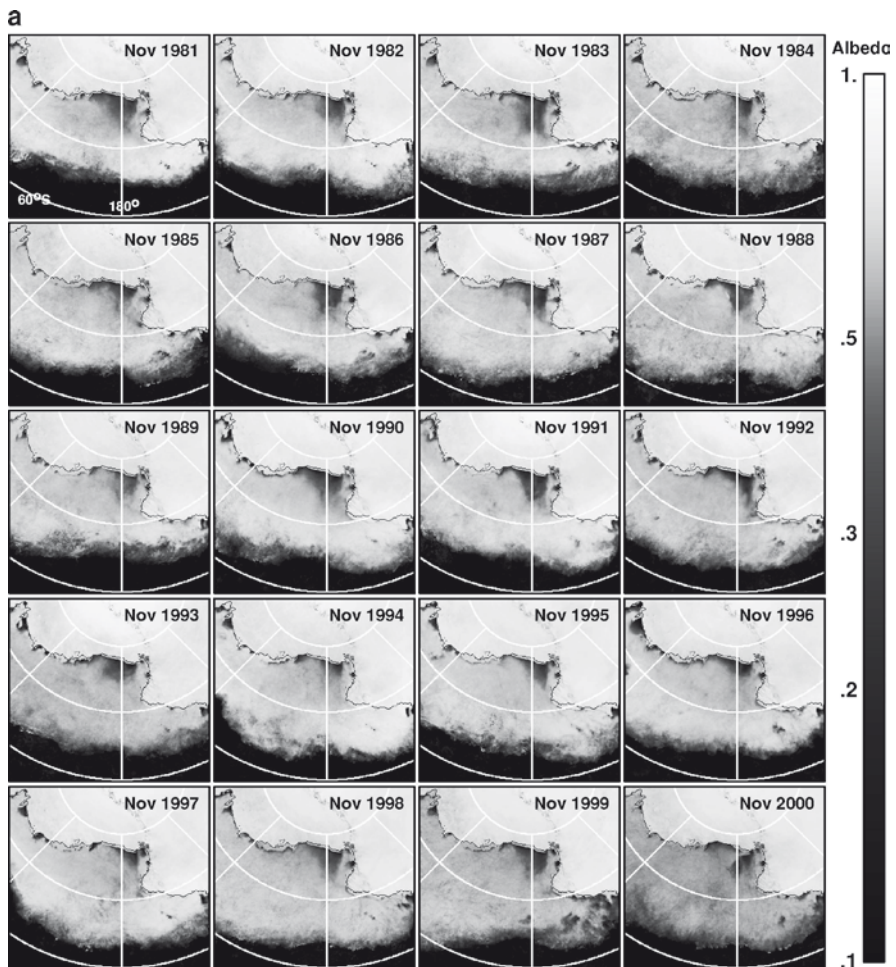 a
Nov 1981 Nov 1982 Nov 1983 Nov 1984 Albedo
1.
60°S 180°
Nov 1985 Nov 1986 Nov 1987 Nov 1988
.5
Nov 1989 Nov 1990 Nov 1991 Nov 1992
.3
Nov 1993 Nov 1994 Nov 1995 Nov 1996
.2
Nov 1997 Nov 1998 Nov 1999 Nov 2000
.1